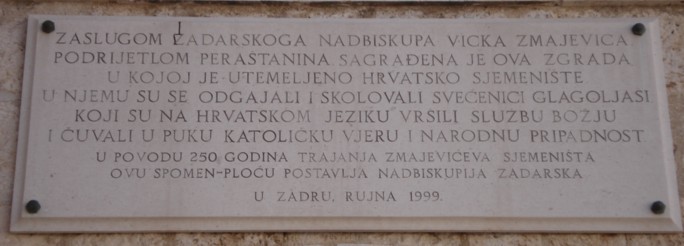 ZASLUGOM ZADARSKOGA NADBISKUPA VICKA ZMAJEVIĆA
PODRIJETLOM PERAŠTANINA SAGRAĐENA JE OVA ZGRADA
U KOJOJ JE UTEMELJENO HRVATSKO SJEMENIŠTE
U NJEMU SU SE ODGAJALI I ŠKOLOVALI SVEĆENICI GLAGOLJAŠI
KOJI SU NA HRVATSKOM JEZIKU VRŠILI SLUŽBU BOŽJU
I ČUVALI U PUKU KATOLIČKU VJERU I NARODNU PRIPADNOST.
U POVODU 250. GODINA TRAJANJA ZMAJEVIĆEVA SJEMENIŠTA
OVU SPOMEN-PLOČU POSTAVLJA NADBISKUPIJA ZADARSKA
U ZADRU, RUJNA 1999.